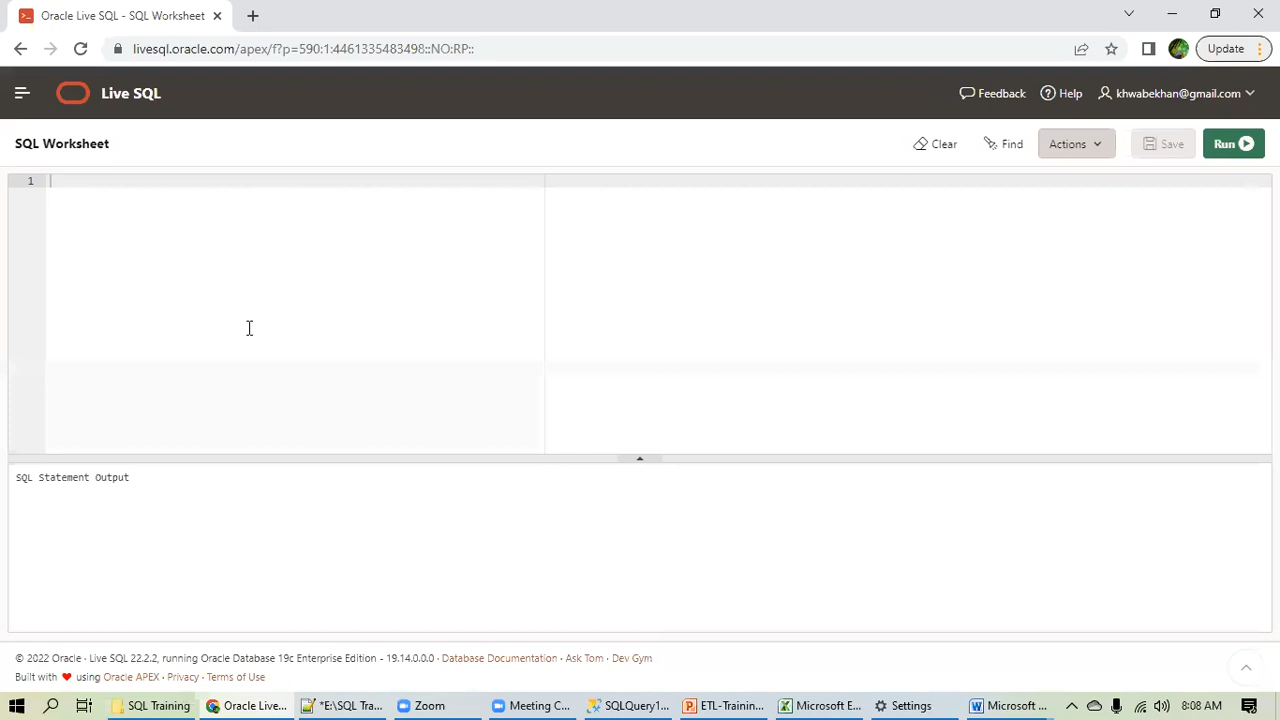 Oracle Live SQL - SQL Worksheet
livesql.oracle.com/apex/f?p=590:1:4461335483498::NO:RP::
Update
Live SQL
Feedback
Help
khwabekhan@gmail.com
SQL Worksheet
Clear
Find
Actions
Save
Run
1
SQL Statement Output
© 2022 Oracle · Live SQL 22.2.2, running Oracle Database 19c Enterprise Edition - 19.14.0.0.0 · Database Documentation · Ask Tom · Dev Gym
Built with ❤ using Oracle APEX · Privacy · Terms of Use
SQL Training
Oracle Live...
*E:\SQL Tra...
Zoom
Meeting C...
SQLQuery1...
ETL-Trainin...
Microsoft E...
Settings
Microsoft ...
8:08 AM